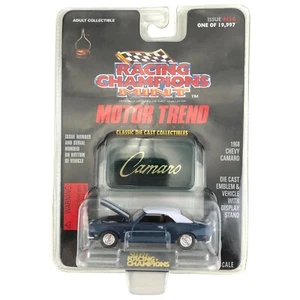 ADULT COLLECTIBLE
ONE OF 19,997
RACING
CHAMPIONS
MINT
MOTOR TREND
CLASSIC DIE CAST COLLECTIBLES
ISSUE NUMBER
AND SERIAL
NUMBER
ON BOTTOM
OF VEHICLE
Camaro
1968
CHEVY
CAMARO
DIE CAST
EMBLEM &
VEHICLE
WITH
DISPLAY
STAND
RACING
CHAMPIONS
SCALE